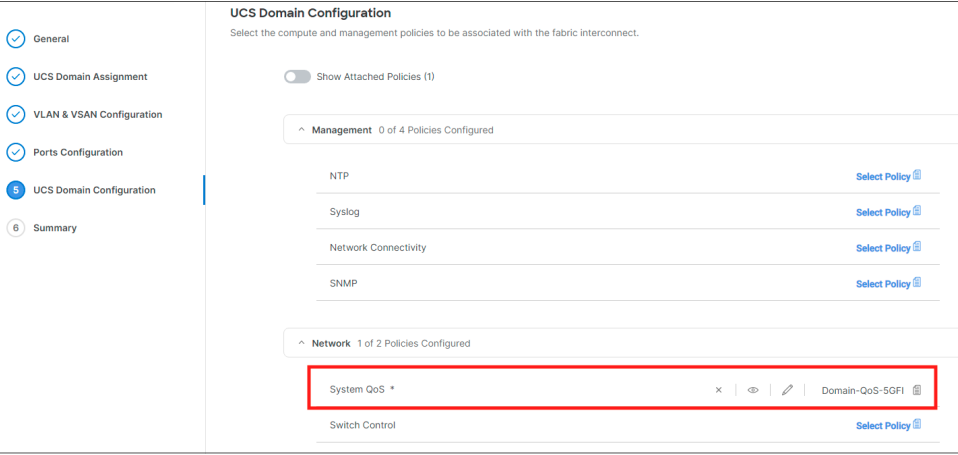 UCS Domain Configuration
Select the compute and management policies to be associated with the fabric interconnect.
General
UCS Domain Assignment
VLAN & VSAN Configuration
Ports Configuration
5 UCS Domain Configuration
6 Summary
Show Attached Policies (1)
Management 0 of 4 Policies Configured
NTP Select Policy
Syslog Select Policy
Network Connectivity Select Policy
SNMP Select Policy
Network 1 of 2 Policies Configured
System QoS * Domain-QoS-5GFI
Switch Control Select Policy